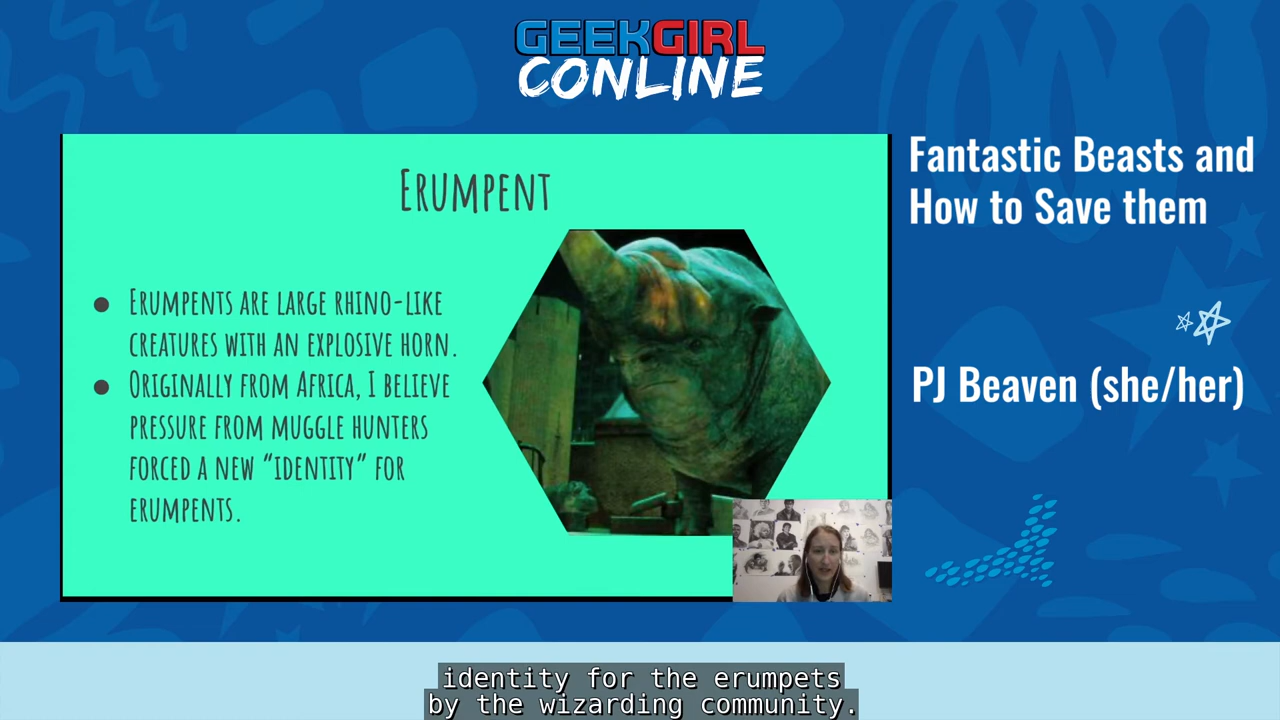 GEEKGIRL
CONLINE
Fantastic Beasts and
How to Save them
PJ Beaven (she/her)
Erumpent
● Erumpents are large rhino-like
creatures with an explosive horn.
● Originally from Africa, I believe
pressure from muggle hunters
forced a new “identity” for
erumpents.
identity for the erumpets
by the wizarding community.